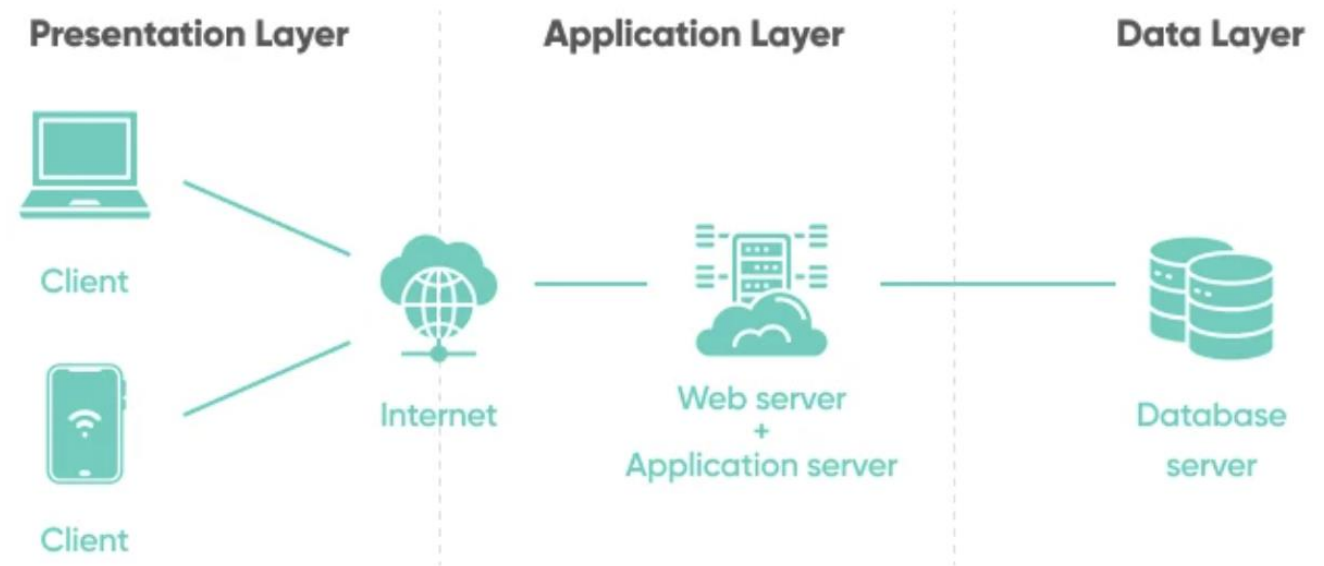 Presentation Layer
Application Layer
Data Layer
Client
Client
Internet
Web server
+
Application server
Database
server